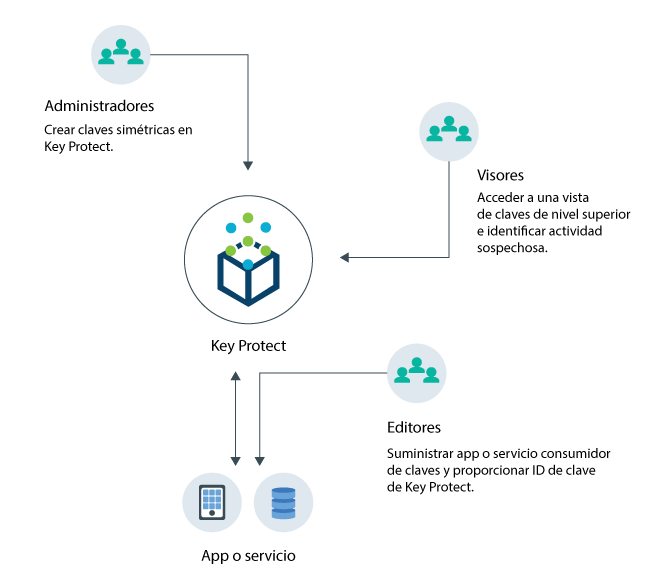 Administradores
Crear claves simétricas en
Key Protect.
Visores
Acceder a una vista
de claves de nivel superior
e identificar actividad
sospechosa.
Key Protect
Editores
Suministrar app o servicio consumidor
de claves y proporcionar ID de clave
de Key Protect.
App o servicio